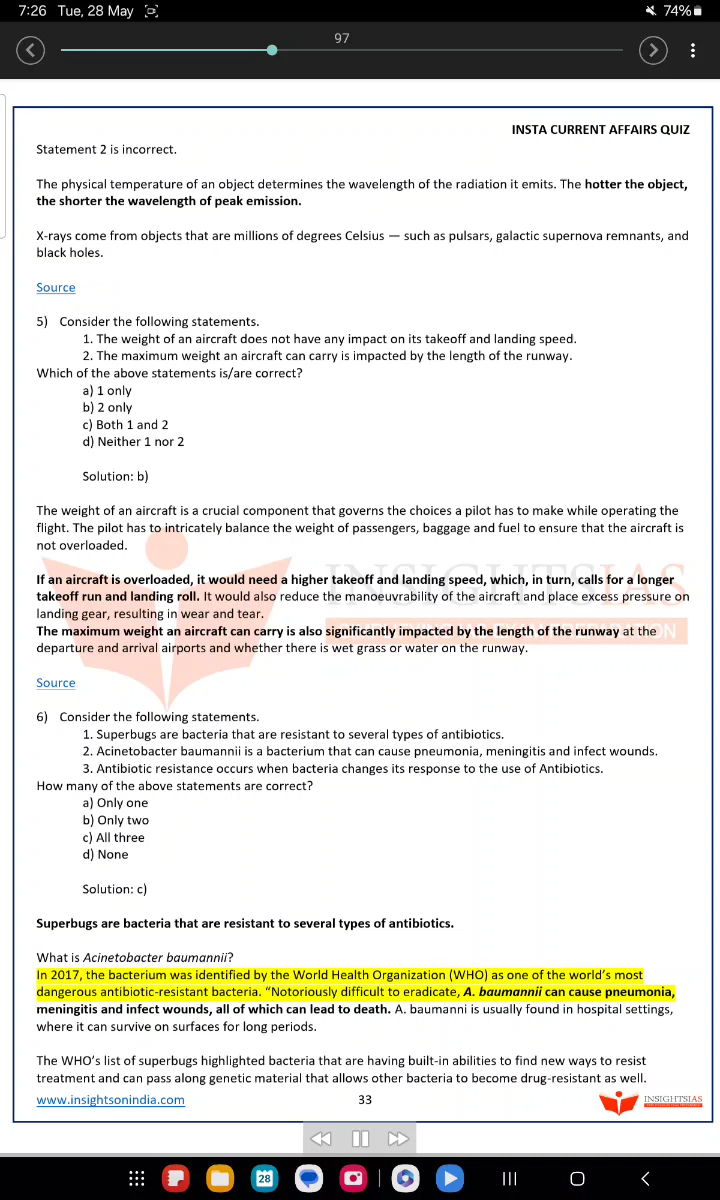 7:26 Tue, 28 May
74%
97
INSTA CURRENT AFFAIRS QUIZ
Statement 2 is incorrect.
The physical temperature of an object determines the wavelength of the radiation it emits. The hotter the object,
the shorter the wavelength of peak emission.
X-rays come from objects that are millions of degrees Celsius — such as pulsars, galactic supernova remnants, and
black holes.
Source
5) Consider the following statements.
1. The weight of an aircraft does not have any impact on its takeoff and landing speed.
2. The maximum weight an aircraft can carry is impacted by the length of the runway.
Which of the above statements is/are correct?
a) 1 only
b) 2 only
c) Both 1 and 2
d) Neither 1 nor 2
Solution: b)
The weight of an aircraft is a crucial component that governs the choices a pilot has to make while operating the
flight. The pilot has to intricately balance the weight of passengers, baggage and fuel to ensure that the aircraft is
not overloaded.
INSIGHTSIAS
If an aircraft is overloaded, it would need a higher takeoff and landing speed, which, in turn, calls for a longer
takeoff run and landing roll. It would also reduce the manoeuvrability of the aircraft and place excess pressure on
landing gear, resulting in wear and tear.
The maximum weight an aircraft can carry is also significantly impacted by the length of the runway at the
departure and arrival airports and whether there is wet grass or water on the runway.
Source
6) Consider the following statements.
1. Superbugs are bacteria that are resistant to several types of antibiotics.
2. Acinetobacter baumannii is a bacterium that can cause pneumonia, meningitis and infect wounds.
3. Antibiotic resistance occurs when bacteria changes its response to the use of Antibiotics.
How many of the above statements are correct?
a) Only one
b) Only two
c) All three
d) None
Solution: c)
Superbugs are bacteria that are resistant to several types of antibiotics.
What is Acinetobacter baumannii?
In 2017, the bacterium was identified by the World Health Organization (WHO) as one of the world's most
dangerous antibiotic-resistant bacteria. "Notoriously difficult to eradicate, A. baumannii can cause pneumonia,
meningitis and infect wounds, all of which can lead to death. A. baumanni is usually found in hospital settings,
where it can survive on surfaces for long periods.
The WHO's list of superbugs highlighted bacteria that are having built-in abilities to find new ways to resist
treatment and can pass along genetic material that allows other bacteria to become drug-resistant as well.
www.insightsonindia.com
33
INSIGHTSIAS
28